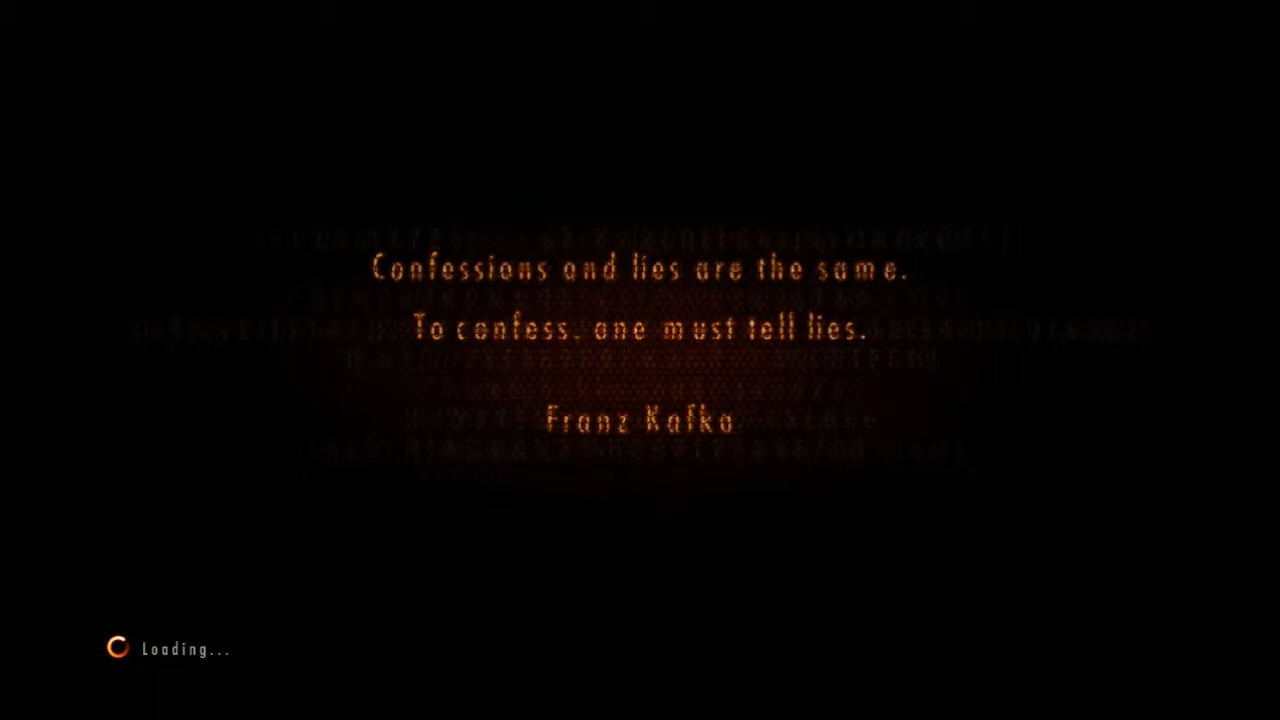 Confessions and lies are the same.
To confess, one must tell lies.
Franz Kafka
Loading...